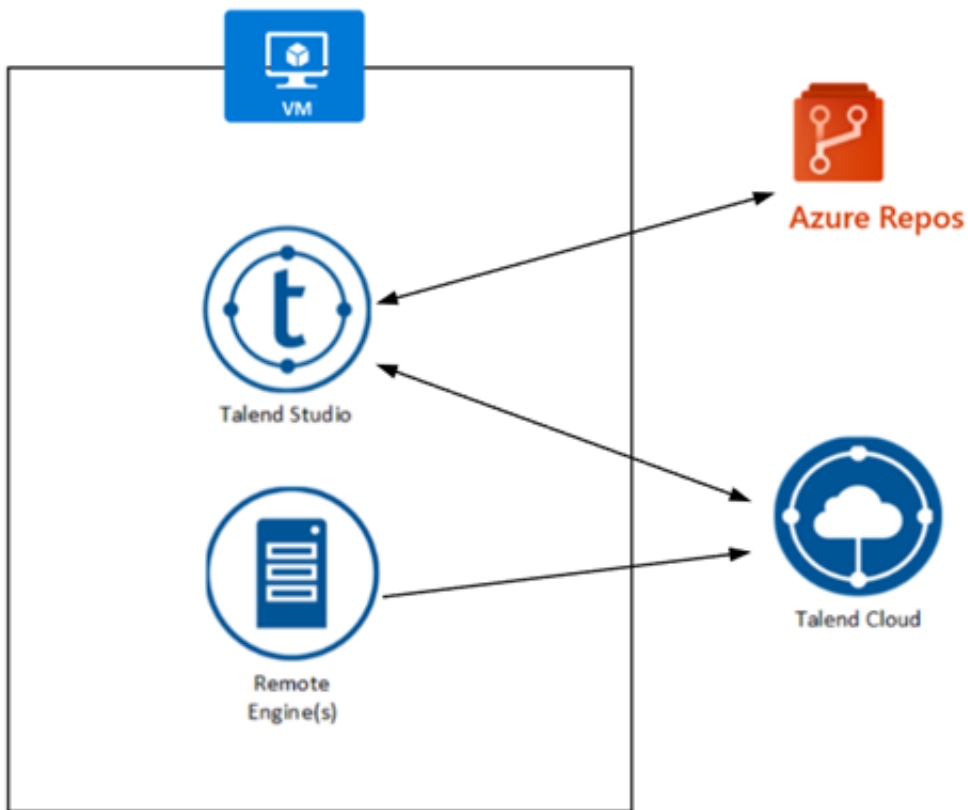 VM
Azure Repos
Talend Studio
Talend Cloud
Remote
Engine(s)